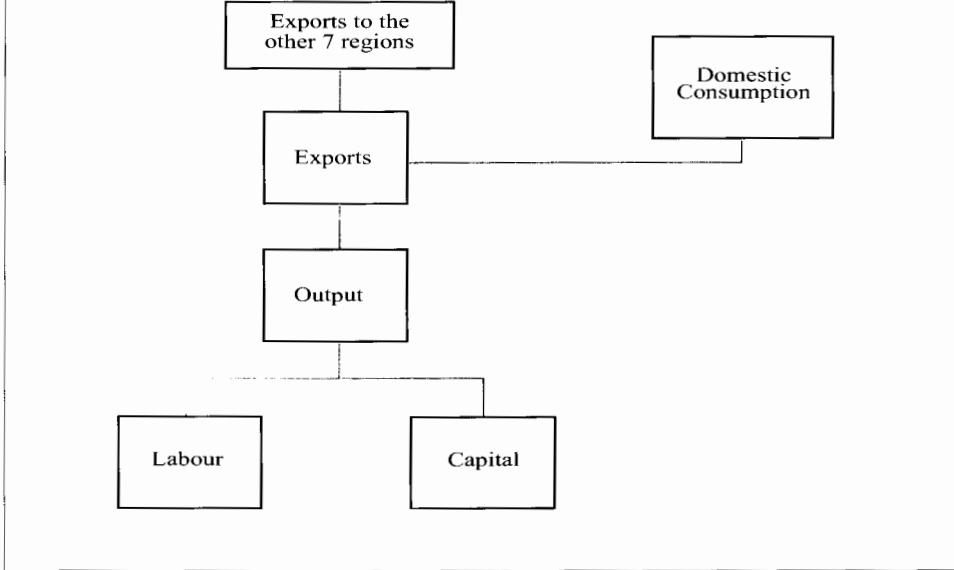 Exports to the
other 7 regions
Domestic
Consumption
Exports
Output
Labour
Capital